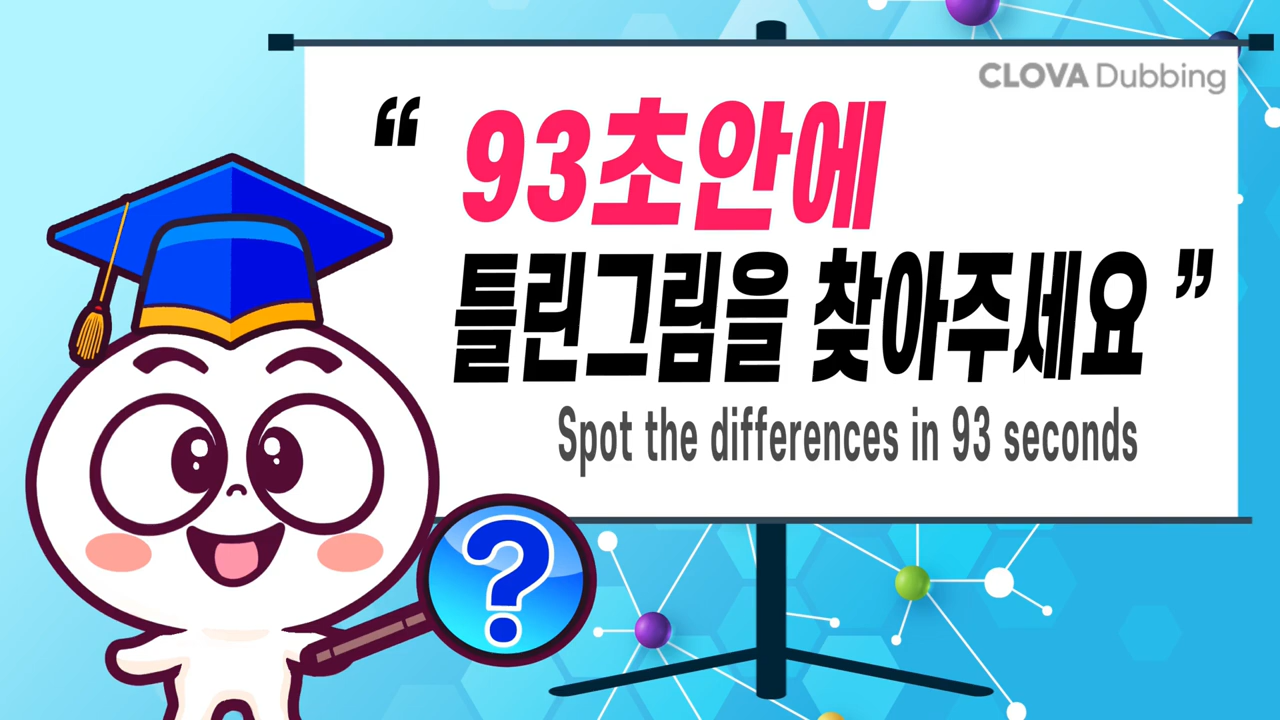 CLOVA Dubbing
“ 93초안에
틀린그림을 찾아주세요 ”
Spot the differences in 93 seconds
?